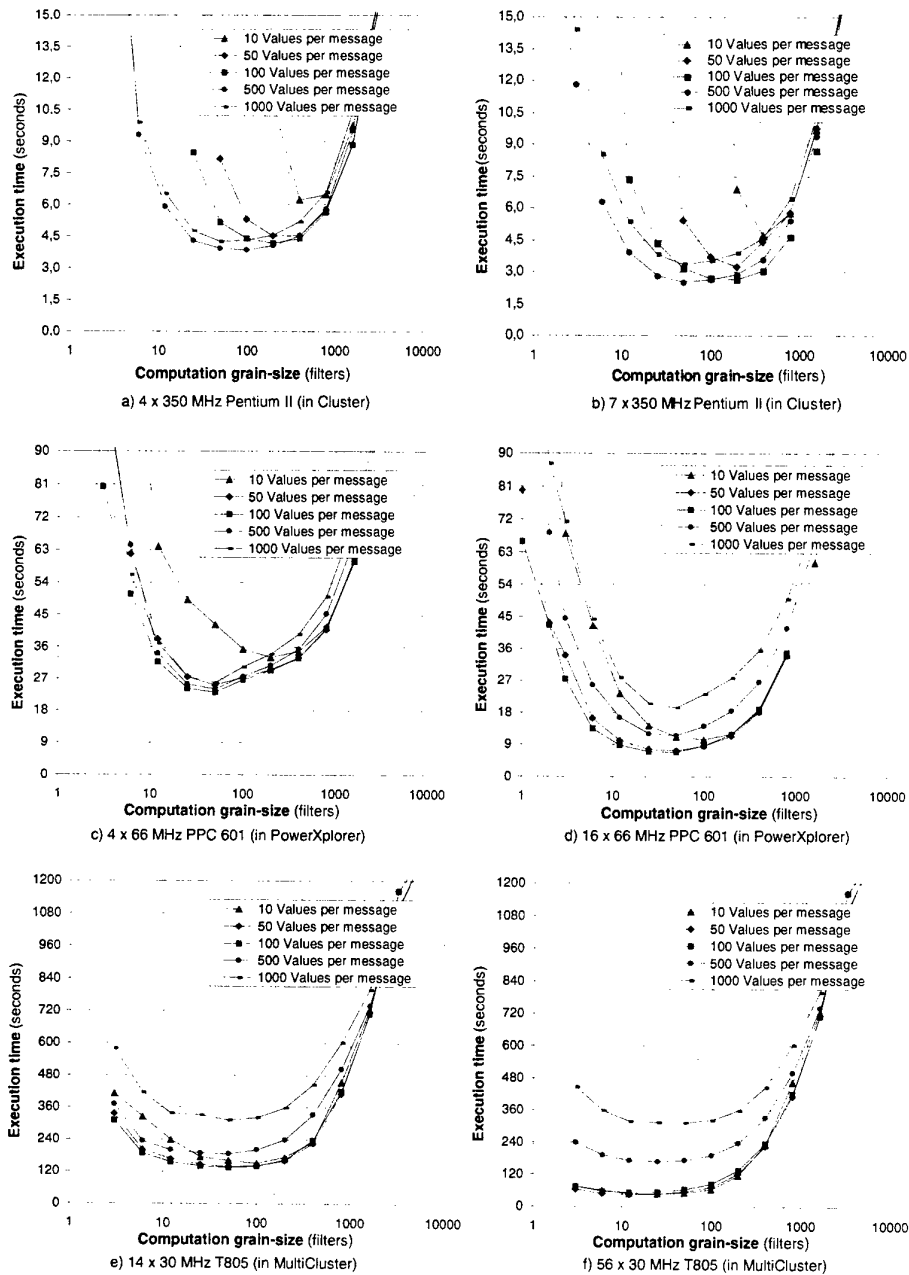 15,0
13,5
12,0
10,5
9,0
7,5
6,0
4,5
3,0
1,5
0,0
Execution time (seconds)
10 Values per message
50 Values per message
100 Values per message
500 Values per message
1000 Values per message
1 10 100 1000 10000
Computation grain-size (filters)
a) 4 x 350 MHz Pentium II (in Cluster)
15,0
13,5
12,0
10,5
9,0
7,5
6,0
4,5
3,0
1,5
0,0
Execution time (seconds)
10 Values per message
50 Values per message
100 Values per message
500 Values per message
1000 Values per message
1 10 100 1000 10000
Computation grain-size (filters)
b) 7 x 350 MHz Pentium II (in Cluster)
90
81
72
63
54
45
36
27
18
9
0
Execution time (seconds)
10 Values per message
50 Values per message
100 Values per message
500 Values per message
1000 Values per message
1 10 100 1000 10000
Computation grain-size (filters)
c) 4 x 66 MHz PPC 601 (in PowerXplorer)
90
81
72
63
54
45
36
27
18
9
0
Execution time (seconds)
10 Values per message
50 Values per message
100 Values per message
500 Values per message
1000 Values per message
1 10 100 1000 10000
Computation grain-size (filters)
d) 16 x 66 MHz PPC 601 (in PowerXplorer)
1200
1080
960
840
720
600
480
360
240
120
0
Execution time (seconds)
10 Values per message
50 Values per message
100 Values per message
500 Values per message
1000 Values per message
1 10 100 1000 10000
Computation grain-size (filters)
e) 14 x 30 MHz T805 (in MultiCluster)
1200
1080
960
840
720
600
480
360
240
120
0
Execution time (seconds)
10 Values per message
50 Values per message
100 Values per message
500 Values per message
1000 Values per message
1 10 100 1000 10000
Computation grain-size (filters)
f) 56 x 30 MHz T805 (in MultiCluster)